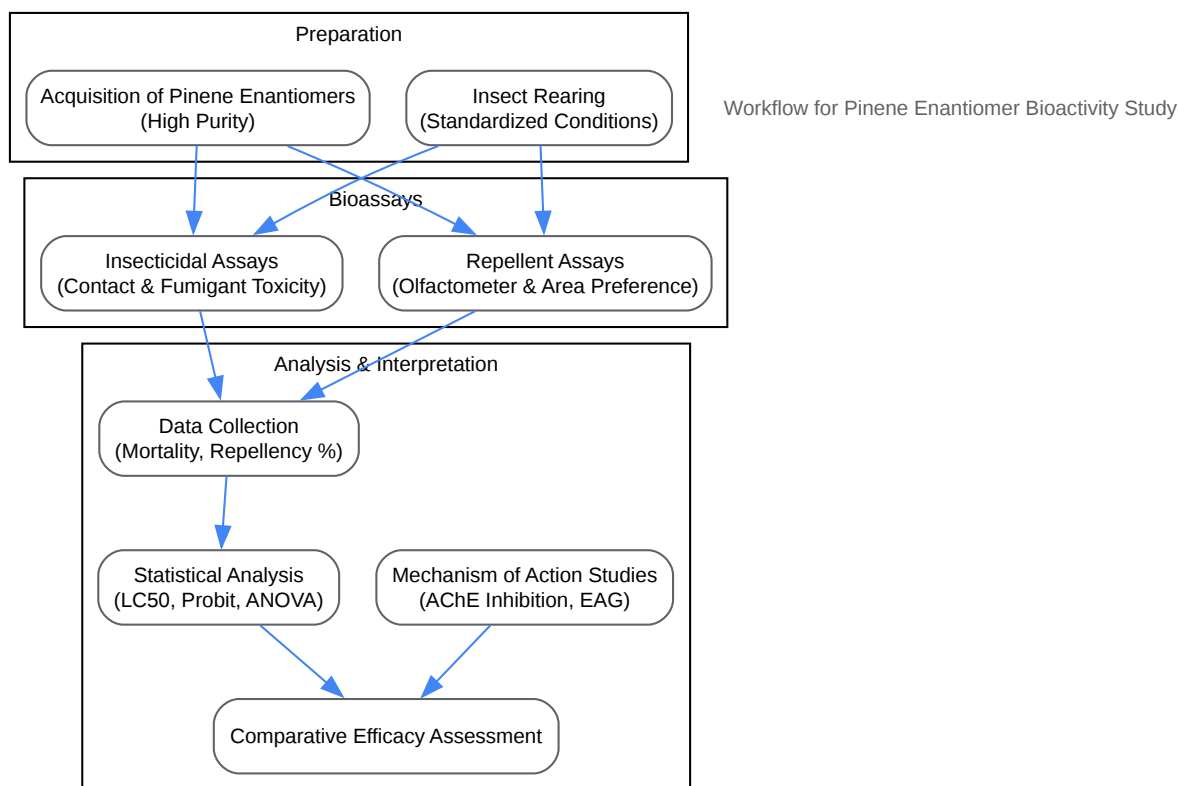 Preparation
Acquisition of Pinene Enantiomers
(High Purity)
Insect Rearing
(Standardized Conditions)
Workflow for Pinene Enantiomer Bioactivity Study
Bioassays
Insecticidal Assays
(Contact & Fumigant Toxicity)
Repellent Assays
(Olfactometer & Area Preference)
Analysis & Interpretation
Data Collection
(Mortality, Repellency %)
Statistical Analysis
(LC50, Probit, ANOVA)
Mechanism of Action Studies
(AChE Inhibition, EAG)
Comparative Efficacy Assessment